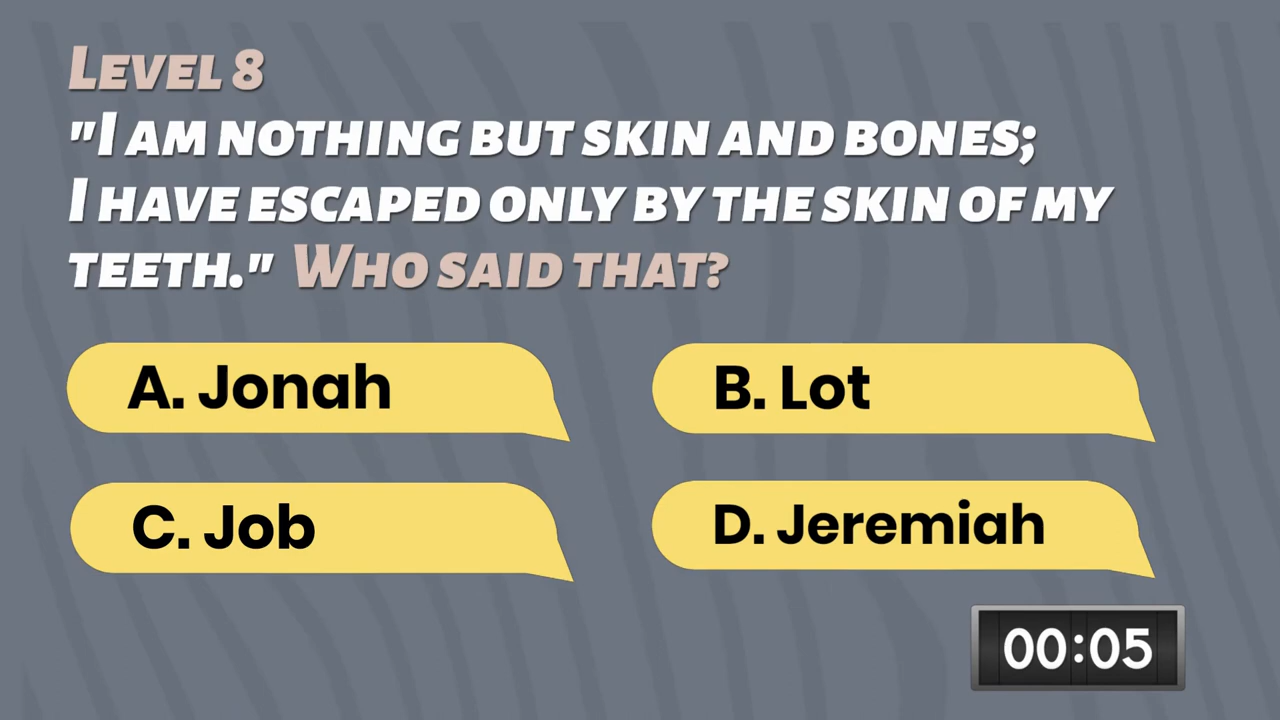 Level 8
"I am nothing but skin and bones;
I have escaped only by the skin of my
teeth." Who said that?
A. Jonah
B. Lot
C. Job
D. Jeremiah
00:05